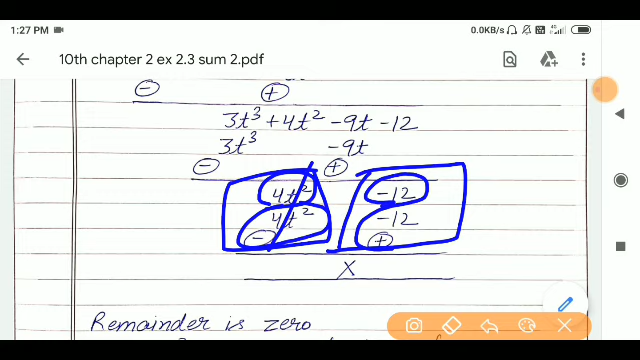 1:27 PM
0.0KB/s
10th chapter 2 ex 2.3 sum 2.pdf
⊖ ⊕
3t³ + 4t² - 9t - 12
3t³ - 9t
⊖ ⊕
4t² - 12
4t² - 12
⊖ ⊕
X
Remainder is zero